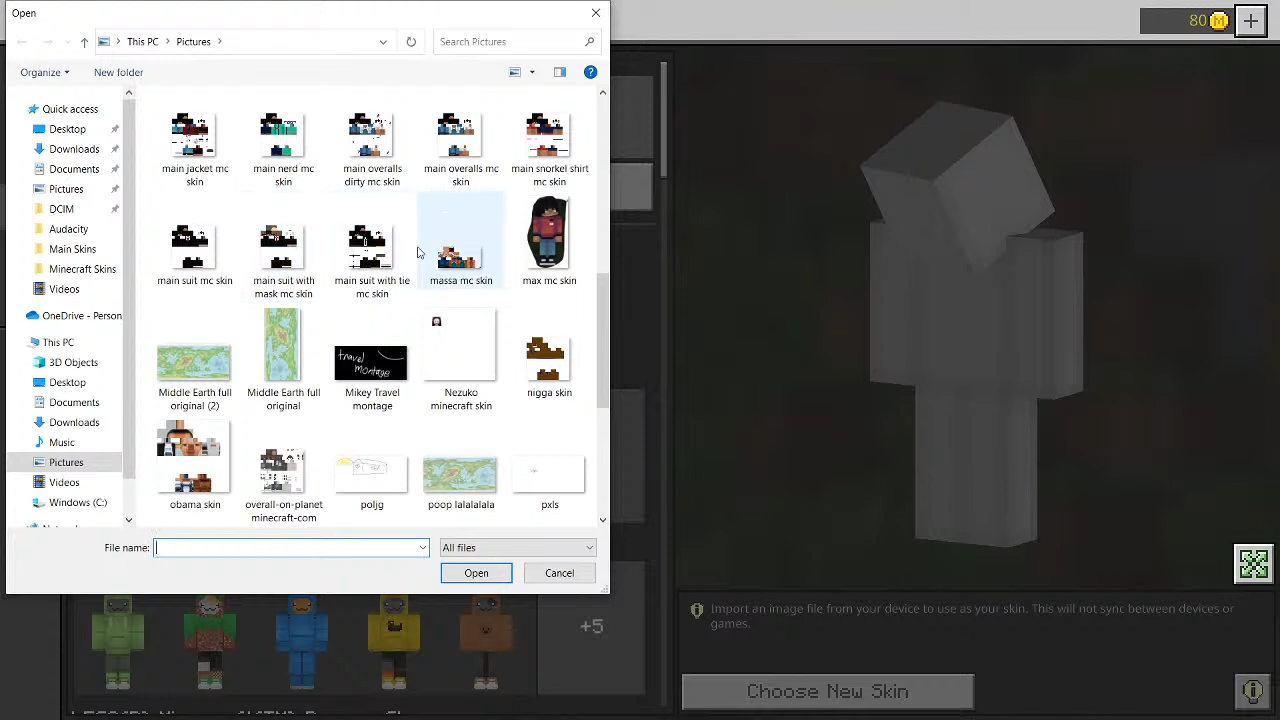 Open
80
This PC
Pictures
Search Pictures
Organize
New folder
Quick access
Desktop
Downloads
Documents
Pictures
DCIM
Audacity
Main Skins
Minecraft Skins
Videos
OneDrive - Person
This PC
3D Objects
Desktop
Documents
Downloads
Music
Pictures
Videos
Windows (C:)
main jacket mc
skin
main nerd mc
skin
main overalls
dirty mc skin
main overalls mc
skin
main snorkel shirt
mc skin
main suit mc skin
main suit with
mask mc skin
main suit with tie
mc skin
massa mc skin
max mc skin
travel
montage
Middle Earth full
original (2)
Middle Earth full
original
Mikey Travel
montage
Nezuko
minecraft skin
nigga skin
obama skin
overall-on-planet
minecraft-com
poljg
poop lalalalala
pxls
File name:
All files
Open
Cancel
+5
Import an image file from your device to use as your skin. This will not sync between devices or
games.
Choose New Skin